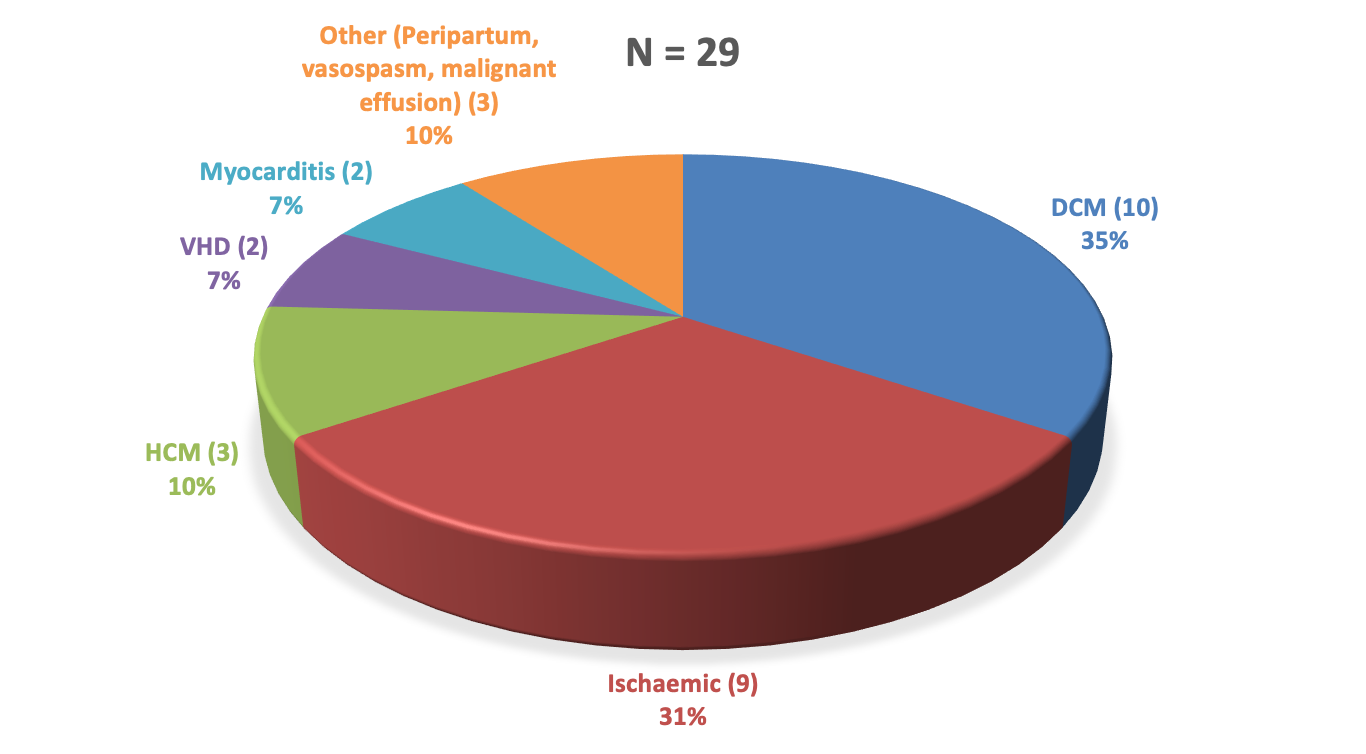 N = 29
Other (Peripartum,
vasospasm, malignant
effusion) (3)
10%
Myocarditis (2)
7%
VHD (2)
7%
HCM (3)
10%
DCM (10)
35%
Ischaemic (9)
31%